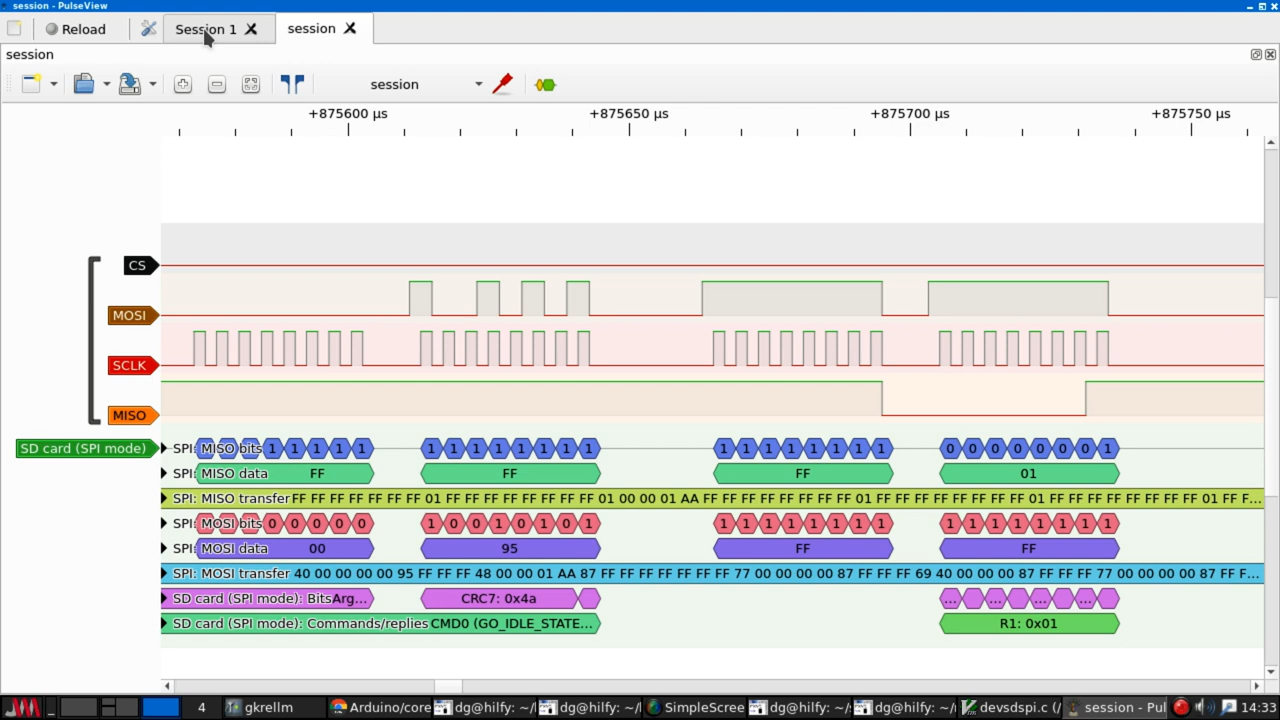 session - PulseView
Reload
Session 1
session
session
session
+875600 µs +875650 µs +875700 µs +875750 µs
CS
MOSI
SCLK
MISO
SD card (SPI mode) SPI: MISO bits 1 1 1 1 1 1 1 1 1 1 1 1 1 1 1 1 1 1 1 1 1 0 0 0 0 0 0 0 1
SPI: MISO data FF FF FF 01
SPI: MISO transfer FF FF FF FF FF FF FF 01 FF FF FF FF FF FF FF FF 01 00 00 01 AA FF FF FF FF FF FF FF FF 01 FF FF FF FF FF FF FF FF 01 FF FF FF FF FF FF FF FF 01 FF F...
SPI: MOSI bits 0 0 0 0 0 1 0 0 1 0 1 0 1 1 1 1 1 1 1 1 1 1 1 1 1 1 1 1 1
SPI: MOSI data 00 95 FF FF
SPI: MOSI transfer 40 00 00 00 00 95 FF FF FF 48 00 00 01 AA 87 FF FF FF FF FF FF FF 77 00 00 00 00 87 FF FF FF 69 40 00 00 00 87 FF FF FF 77 00 00 00 00 87 FF F...
SD card (SPI mode): Bits Arg... CRC7: 0x4a ... ... ... ...
SD card (SPI mode): Commands/replies CMD0 (GO_IDLE_STATE... R1: 0x01
4 gkrellm Arduino/core dg@hilfy: ~/ dg@hilfy: ~/ SimpleScree dg@hilfy: ~/ dg@hilfy: ~/ devsdspi.c (/ session - Pul 14:33